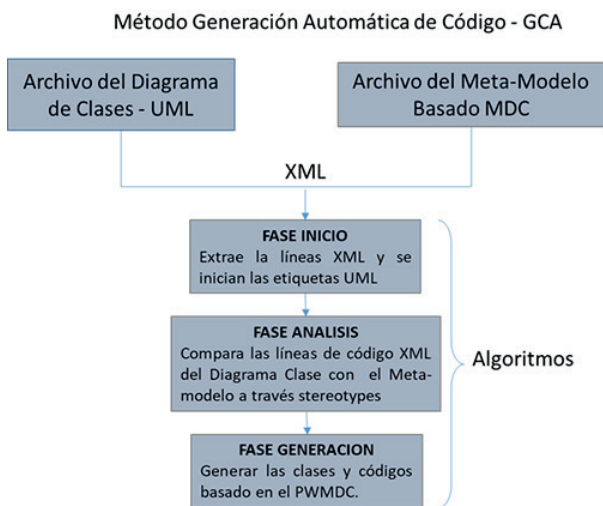 Método Generación Automática de Código - GCA
Archivo del Diagrama
de Clases - UML
Archivo del Meta-Modelo
Basado MDC
XML
FASE INICIO
Extrae la líneas XML y se
inician las etiquetas UML
FASE ANALISIS
Compara las líneas de código XML
del Diagrama Clase con el Meta-
modelo a través stereotypes
Algoritmos
FASE GENERACION
Generar las clases y códigos
basado en el PWMDC.